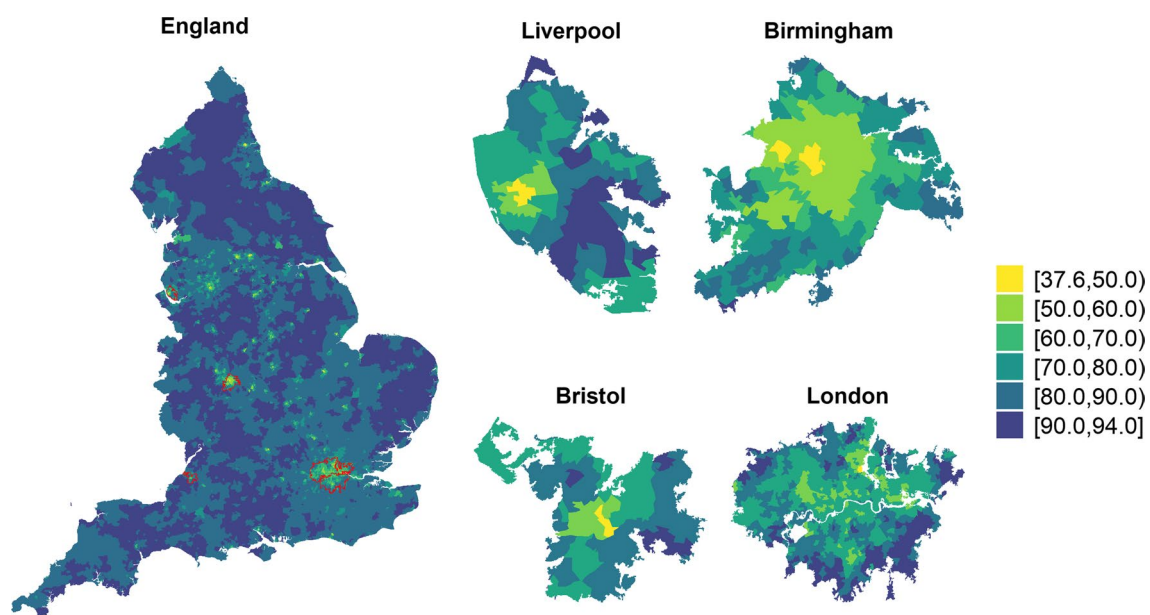 England
Liverpool
Birmingham
Bristol
London
[37.6,50.0)
[50.0,60.0)
[60.0,70.0)
[70.0,80.0)
[80.0,90.0)
[90.0,94.0]